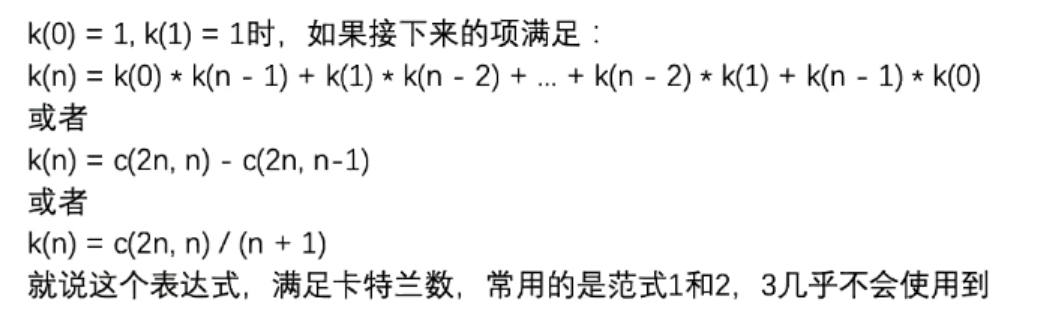 k(0) = 1, k(1) = 1时，如果接下来的项满足：
k(n) = k(0) * k(n - 1) + k(1) * k(n - 2) + ... + k(n - 2) * k(1) + k(n - 1) * k(0)
或者
k(n) = c(2n, n) - c(2n, n-1)
或者
k(n) = c(2n, n) / (n + 1)
就说这个表达式，满足卡特兰数，常用的是范式1和2，3几乎不会使用到